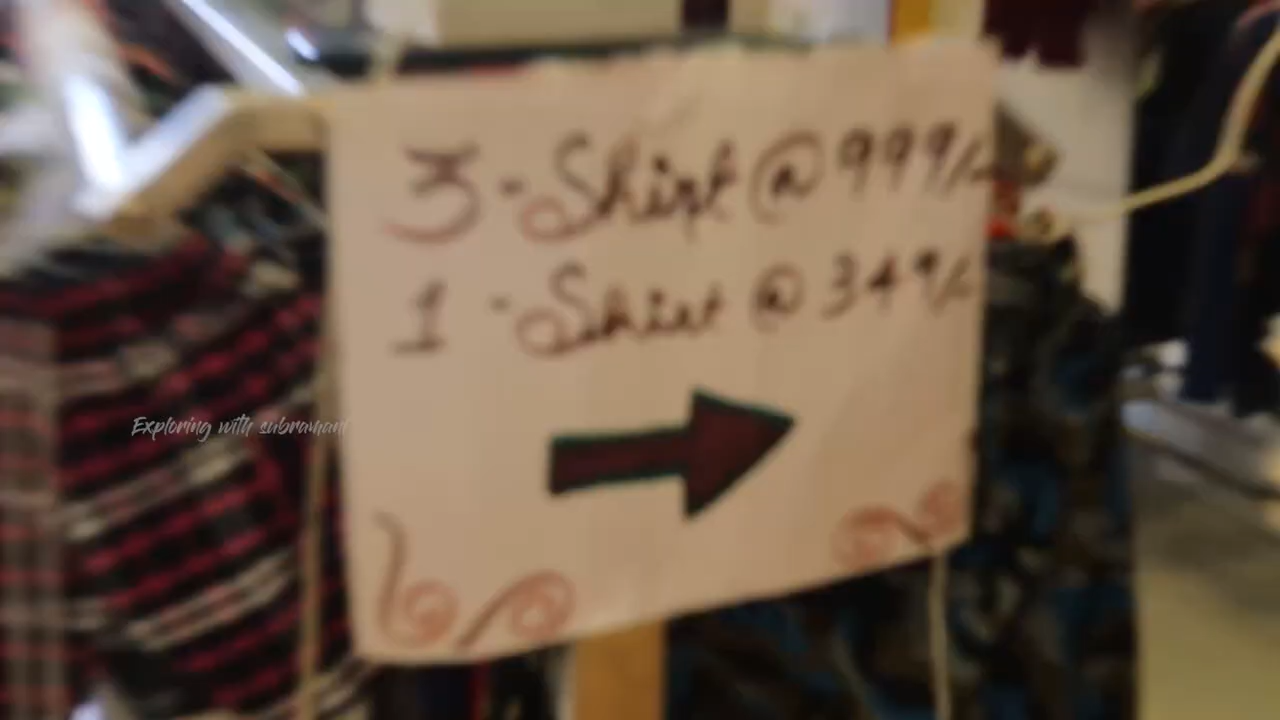 3 - Shirt @ 999/-
1 - Shirt @ 349/-
Exploring with subramani